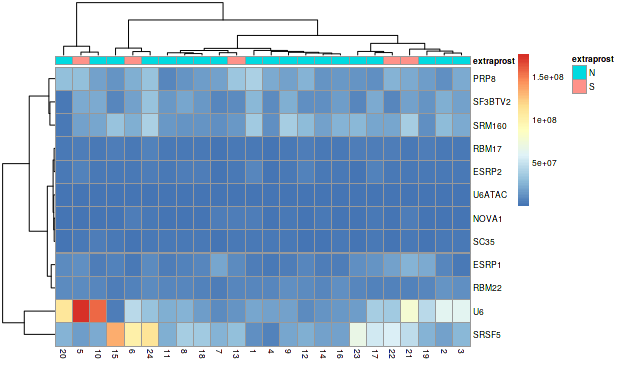 extraprost
extraprost
N
S
1.5e+08
1e+08
5e+07
PRP8
SF3BTV2
SRM160
RBM17
ESRP2
U6ATAC
NOVA1
SC35
ESRP1
RBM22
U6
SRSF5
20 5 10 15 6 24 11 8 18 7 13 1 4 9 12 14 16 23 17 22 21 19 2 3